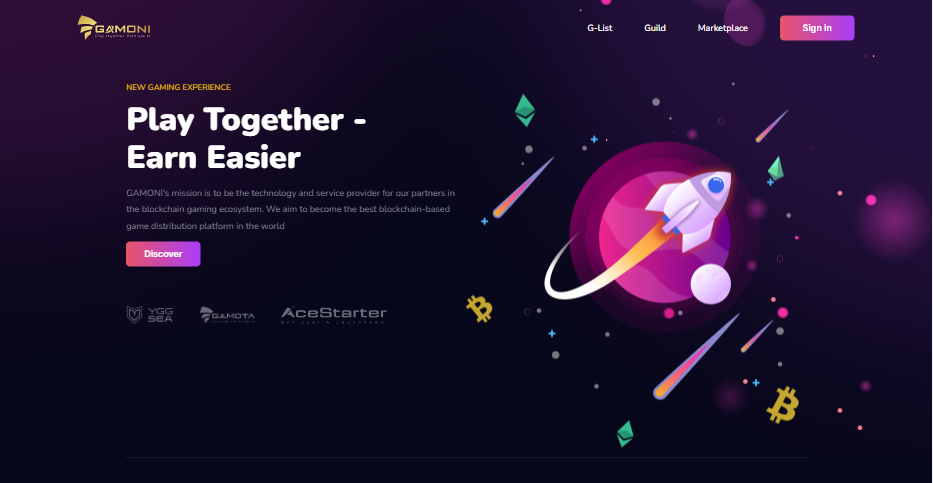 GAMONI
Play together Earn easier
G-List
Guild
Marketplace
Sign in
NEW GAMING EXPERIENCE
Play Together -
Earn Easier
GAMONI's mission is to be the technology and service provider for our partners in
the blockchain gaming ecosystem. We aim to become the best blockchain-based
game distribution platform in the world
Discover
YGG
SEA
GAMOTA
AceStarter